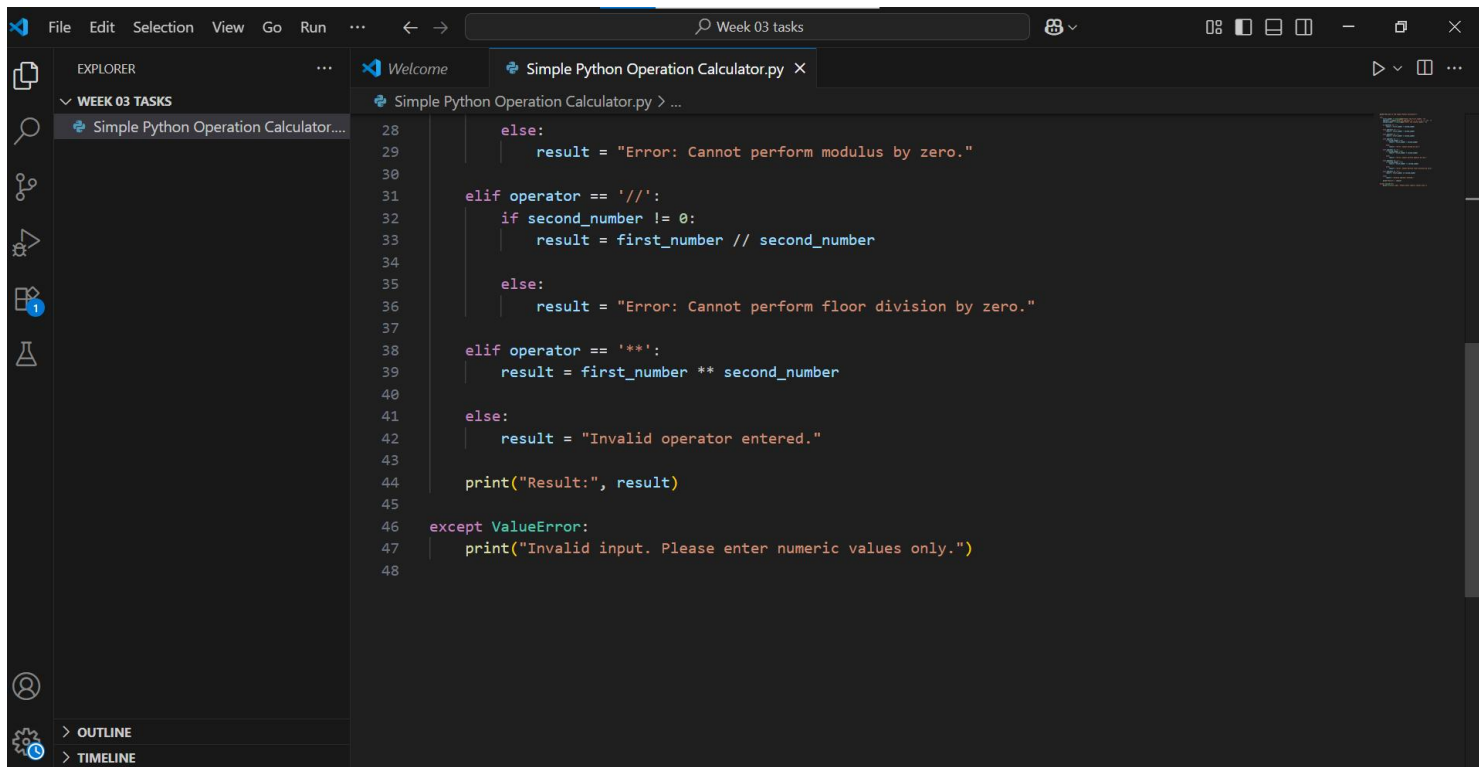 File Edit Selection View Go Run ··· Week 03 tasks
EXPLORER ···
WEEK 03 TASKS
Simple Python Operation Calculator....
OUTLINE
TIMELINE
Welcome
Simple Python Operation Calculator.py
Simple Python Operation Calculator.py > ...
28 else:
29 result = "Error: Cannot perform modulus by zero."
30
31 elif operator == '//':
32 if second_number != 0:
33 result = first_number // second_number
34
35 else:
36 result = "Error: Cannot perform floor division by zero."
37
38 elif operator == '**':
39 result = first_number ** second_number
40
41 else:
42 result = "Invalid operator entered."
43
44 print("Result:", result)
45
46 except ValueError:
47 print("Invalid input. Please enter numeric values only.")
48
1